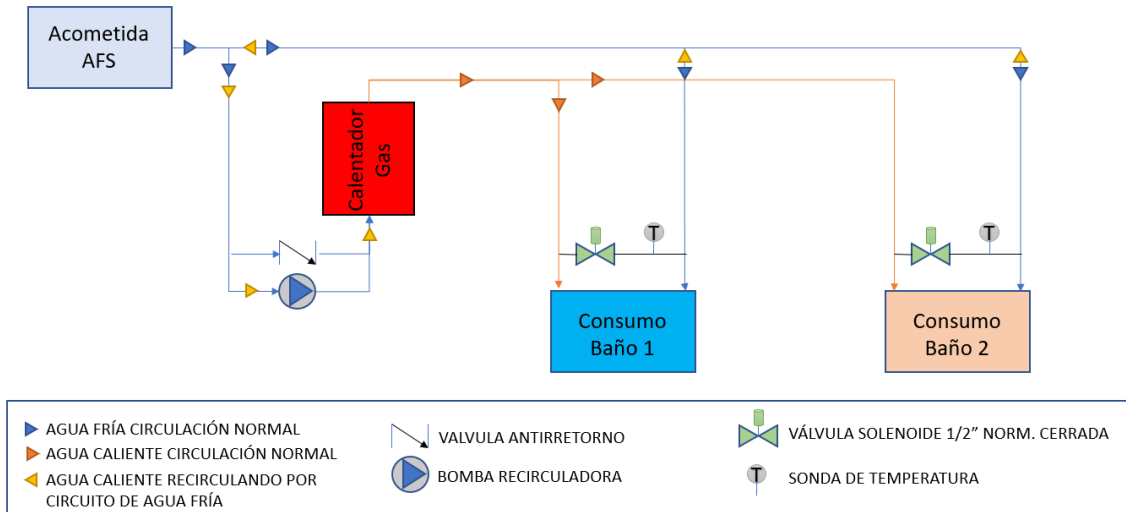 Acometida
AFS
Calentador
Gas
T
T
Consumo
Baño 1
Consumo
Baño 2
AGUA FRÍA CIRCULACIÓN NORMAL
AGUA CALIENTE CIRCULACIÓN NORMAL
AGUA CALIENTE RECIRCULANDO POR
CIRCUITO DE AGUA FRÍA
VALVULA ANTIRRETORNO
BOMBA RECIRCULADORA
VÁLVULA SOLENOIDE 1/2” NORM. CERRADA
T
SONDA DE TEMPERATURA